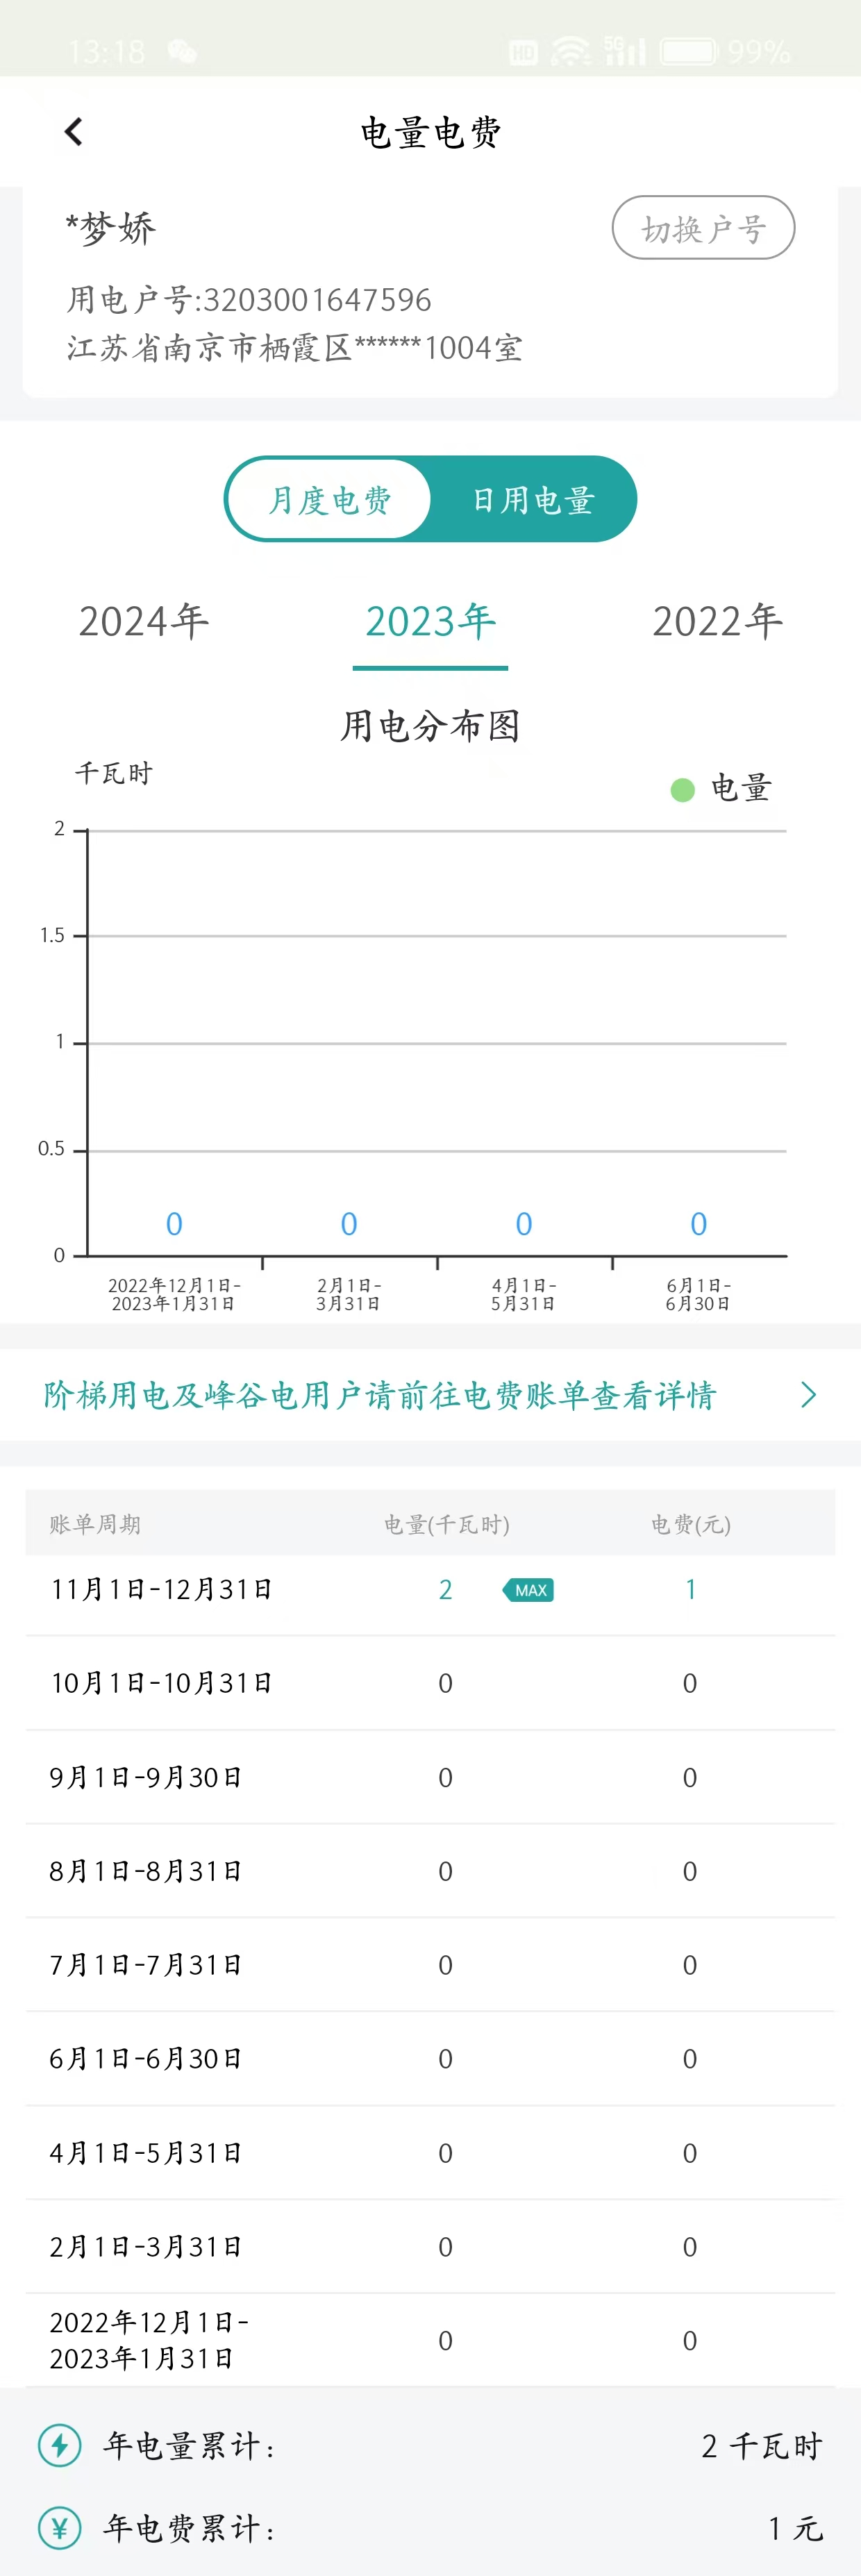 13:18 HD 5G 99%
电量电费
*梦娇 切换户号
用电户号:3203001647596
江苏省南京市栖霞区******1004室
月度电费 日用电量
2024年 2023年 2022年
用电分布图
千瓦时 电量
2
1.5
1
0.5
0 0 0 0
0
2022年12月1日-
2023年1月31日
2月1日-
3月31日
4月1日-
5月31日
6月1日-
6月30日
阶梯用电及峰谷电用户请前往电费账单查看详情
账单周期 电量(千瓦时) 电费(元)
11月1日-12月31日 2 MAX 1
10月1日-10月31日 0 0
9月1日-9月30日 0 0
8月1日-8月31日 0 0
7月1日-7月31日 0 0
6月1日-6月30日 0 0
4月1日-5月31日 0 0
2月1日-3月31日 0 0
2022年12月1日-
2023年1月31日 0 0
年电量累计: 2 千瓦时
¥ 年电费累计: 1 元